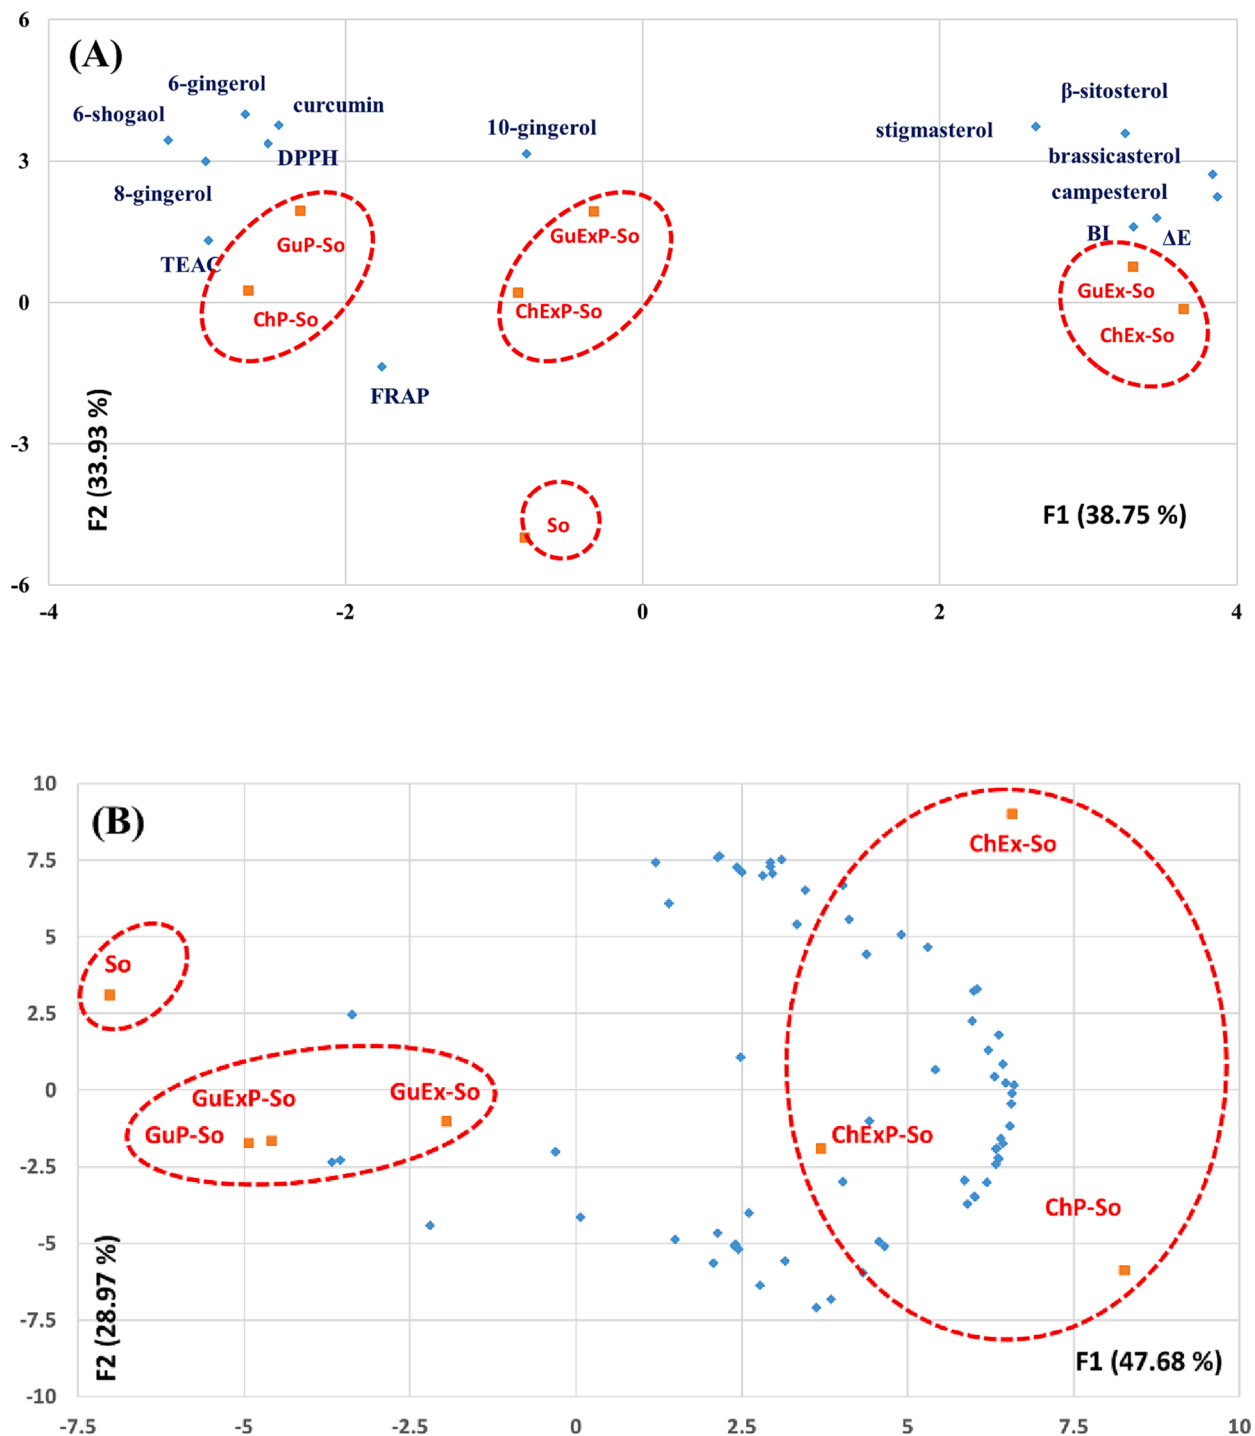 6
(A)
6-gingerol
β-sitosterol
6-shogaol
curcumin
10-gingerol
stigmasterol
3
DPPH
brassicasterol
8-gingerol
campesterol
GuP-So
GuExP-So
BI
ΔE
TEAC
GuEx-So
0
ChP-So
ChExP-So
ChEx-So
FRAP
F2 (33.93 %)
-3
So
F1 (38.75 %)
-6
-4
-2
0
2
4
10
(B)
ChEx-So
7.5
5
So
2.5
0
GuExP-So
GuEx-So
GuP-So
ChExP-So
-2.5
ChP-So
-5
F2 (28.97 %)
-7.5
F1 (47.68 %)
-10
-7.5
-5
-2.5
0
2.5
5
7.5
10